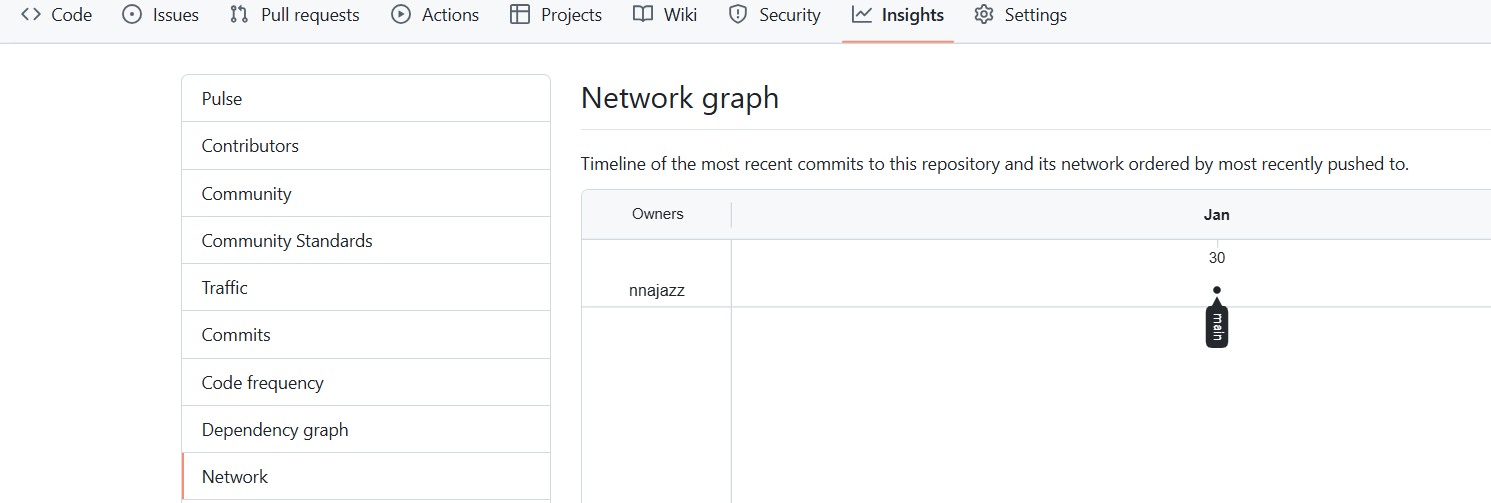 Code Issues Pull requests Actions Projects Wiki Security Insights Settings
Pulse
Contributors
Community
Community Standards
Traffic
Commits
Code frequency
Dependency graph
Network
Network graph
Timeline of the most recent commits to this repository and its network ordered by most recently pushed to.
Owners Jan
30
nnajazz
main